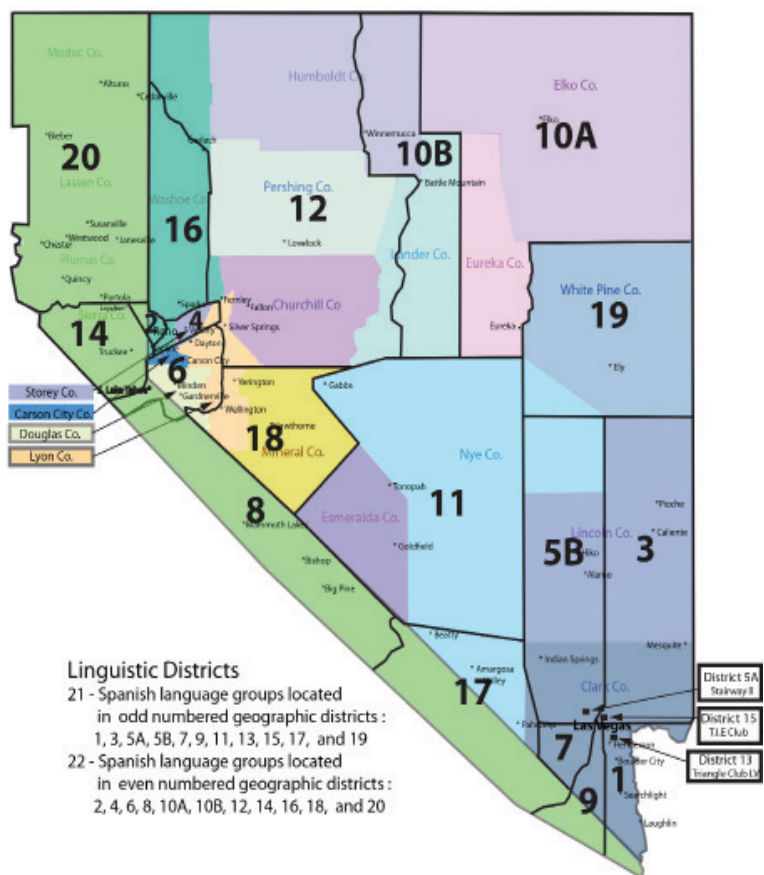 Modoc Co.
Alturas
Cedarville
Humboldt Co.
Elko Co.
Elko
10A
Bieber
20
Gerlach
Winnemucca
10B
Lassen Co.
Washoe Co.
16
Pershing Co.
12
Battle Mountain
Susanville
Westwood
Janesville
Chester
Lovelock
Lander Co.
Eureka Co.
Plumas Co.
Quincy
Portola
White Pine Co.
19
Sierra Co.
14
Truckee
2
4
Fernley
Fallon
Churchill Co
Silver Springs
Dayton
Carson City
Eureka
Ely
6
Minden
Gardnerville
Storey Co.
Carson City Co.
Douglas Co.
Lyon Co.
S. Lake Tahoe
Yerington
Wellington
Gabbs
Hawthorne
18
Mineral Co.
Nye Co.
8
Mammoth Lakes
Tonopah
11
Esmeralda Co.
Goldfield
Bishop
Big Pine
Pioche
Lincoln Co.
Caliente
5B
Hiko
3
Alamo
Beatty
Mesquite
Indian Springs
Amargosa
Valley
17
Clark Co.
District 5A
Stairway II
Pahrump
Las Vegas
District 15
T.I.E Club
7
Henderson
District 13
Triangle Club LV
Boulder City
1
9
Searchlight
Laughlin
Linguistic Districts
21 - Spanish language groups located
in odd numbered geographic districts :
1, 3, 5A, 5B, 7, 9, 11, 13, 15, 17, and 19
22 - Spanish language groups located
in even numbered geographic districts :
2, 4, 6, 8, 10A, 10B, 12, 14, 16, 18, and 20